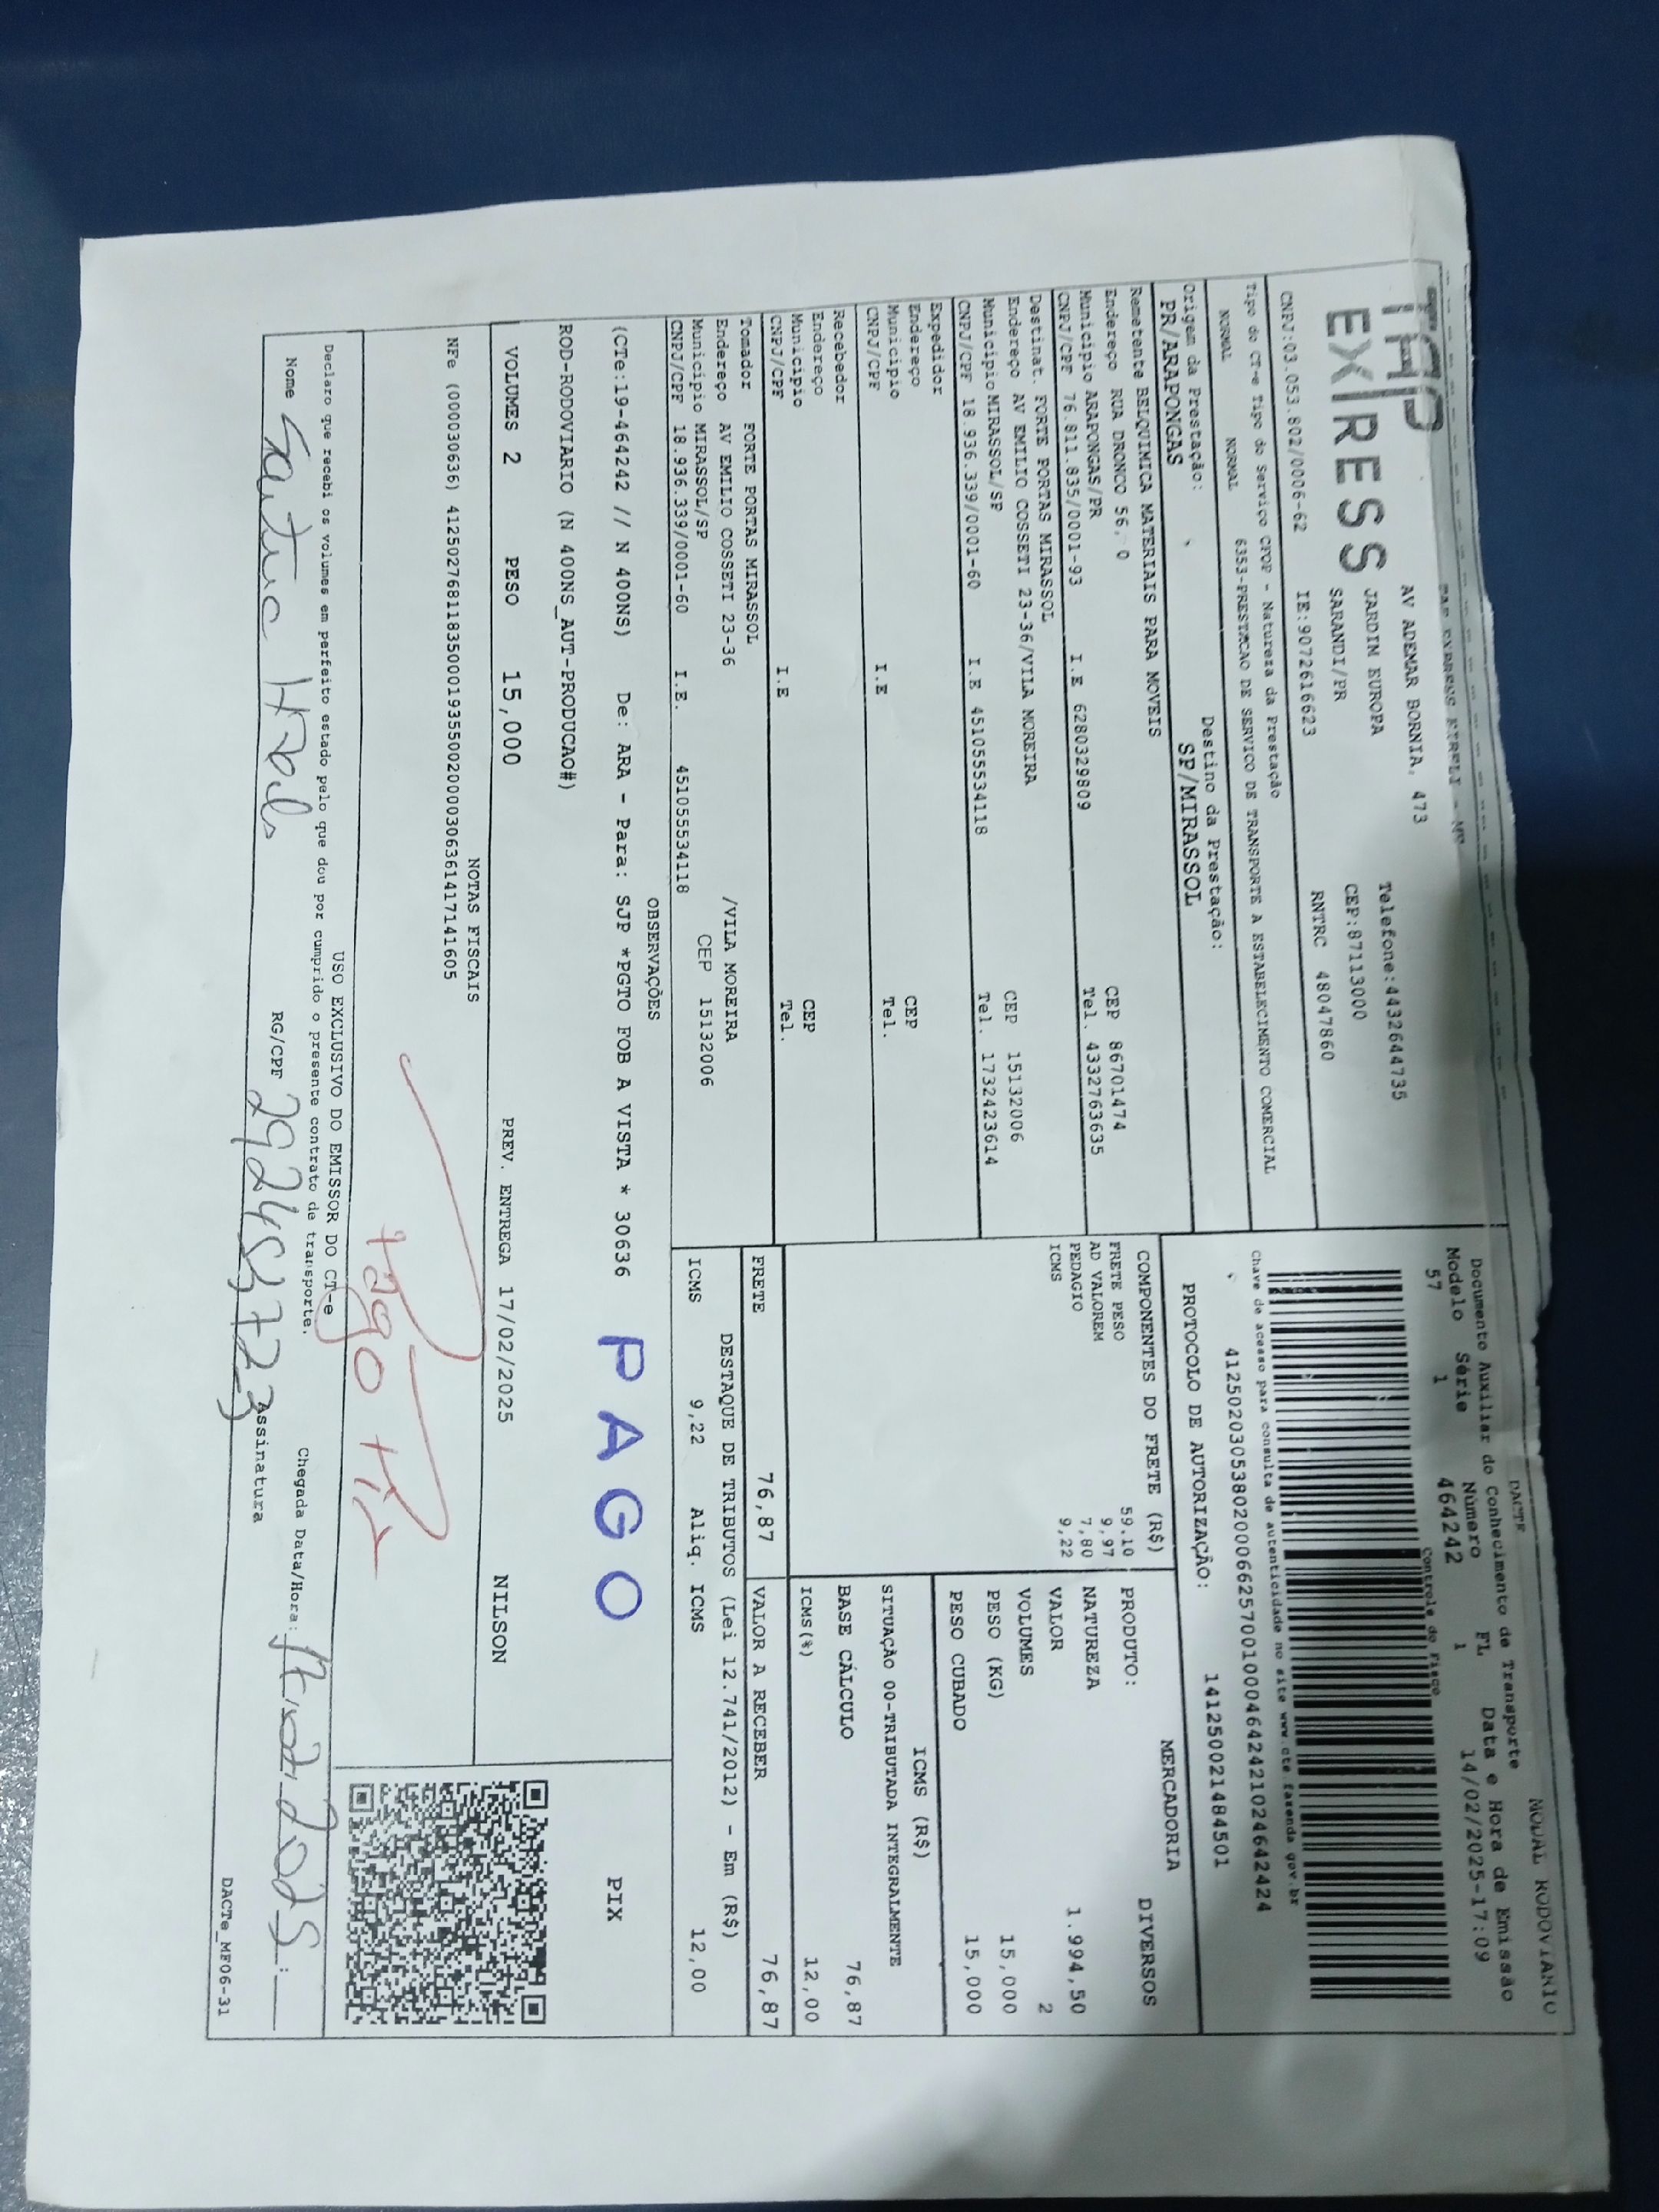 TAP EXPRESS EIRELI - ME
TAP
EXPRESS
AV ADEMAR BORNIA, 473
JARDIM EUROPA
SARANDI/PR
Telefone:4432644735
CEP:87113000
CNPJ:03.053.802/0006-62 IE:9072616623 RNTRC 48047860
Tipo do CT-e Tipo do Serviço CFOP - Natureza da Prestação
NORMAL NORMAL 6353-PRESTACAO DE SERVICO DE TRANSPORTE A ESTABELECIMENTO COMERCIAL
Origem da Prestação: Destino da Prestação:
PR/ARAPONGAS SP/MIRASSOL
DACTE MODAL RODOVIARIO
Documento Auxiliar do Conhecimento de Transporte
Modelo Série Número FL Data e Hora de Emissão
57 1 464242 1 14/02/2025-17:09
Controle do Fisco
Chave de acesso para consulta de autenticidade no site www.cte.fazenda.gov.br
41250203053802000662570010004642421024642424
PROTOCOLO DE AUTORIZAÇÃO: 141250021484501
Remetente BELQUIMICA MATERIAIS PARA MOVEIS
Endereço RUA DRONCO 56, 0 CEP 86701474
Município ARAPONGAS/PR Tel. 4332763635
CNPJ/CPF 76.811.835/0001-93 I.E 6280329809
Destinat. FORTE PORTAS MIRASSOL
Endereço AV EMILIO COSSETI 23-36/VILA MOREIRA CEP 15132006
Município MIRASSOL/SP Tel. 1732423614
CNPJ/CPF 18.936.339/0001-60 I.E 451055534118
Expedidor
Endereço CEP
Município Tel.
CNPJ/CPF I.E
Recebedor
Endereço CEP
Município Tel.
CNPJ/CPF I.E
Tomador FORTE PORTAS MIRASSOL
Endereço AV EMILIO COSSETI 23-36 /VILA MOREIRA
Município MIRASSOL/SP CEP 15132006
CNPJ/CPF 18.936.339/0001-60 I.E. 451055534118
COMPONENTES DO FRETE (R$)
FRETE PESO 59.10
AD VALOREM 9,97
PEDAGIO 7,80
ICMS 9,22
MERCADORIA
PRODUTO: DIVERSOS
NATUREZA
VALOR 1.994,50
VOLUMES 2
PESO (KG) 15,000
PESO CUBADO 15,000
ICMS (R$)
SITUAÇÃO 00-TRIBUTADA INTEGRALMENTE
BASE CÁLCULO 76,87
ICMS(%) 12,00
FRETE 76,87 VALOR A RECEBER 76,87
DESTAQUE DE TRIBUTOS (Lei 12.741/2012) - Em (R$)
ICMS 9,22 Aliq. ICMS 12,00
OBSERVAÇÕES
(CTe:19-464242 // N 400NS) De: ARA - Para: SJP *PGTO FOB A VISTA * 30636
PAGO
PIX
ROD-RODOVIARIO (N 400NS_AUT-PRODUCAO#)
VOLUMES 2 PESO 15,000 PREV. ENTREGA 17/02/2025 NILSON
NOTAS FISCAIS
NFe (000030636) 41250276811835000193550020000306361417141605
Pago Pix
USO EXCLUSIVO DO EMISSOR DO CT-e
Declaro que recebi os volumes em perfeito estado pelo que dou por cumprido o presente contrato de transporte.
Chegada Data/Hora:
Nome RG/CPF Assinatura
DACTe_MF06-31